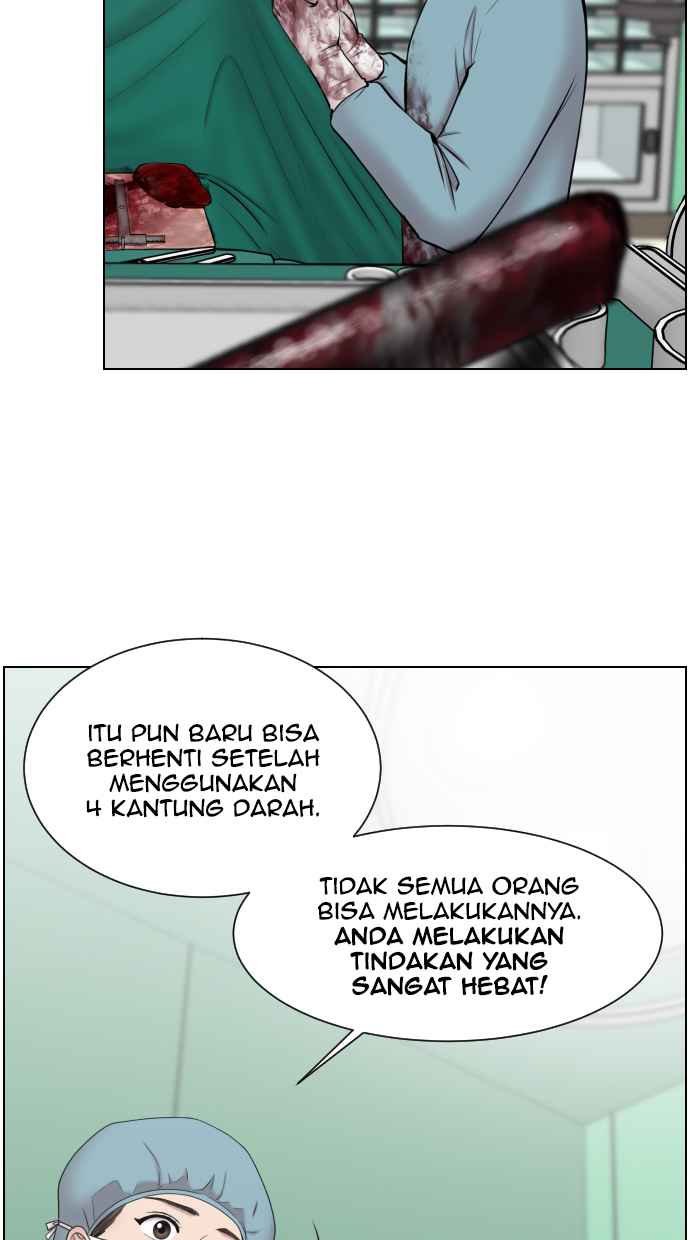 ITU PUN BARU BISA
BERHENTI SETELAH
MENGGUNAKAN
4 KANTUNG DARAH.
TIDAK SEMUA ORANG
BISA MELAKUKANNYA.
ANDA MELAKUKAN
TINDAKAN YANG
SANGAT HEBAT!